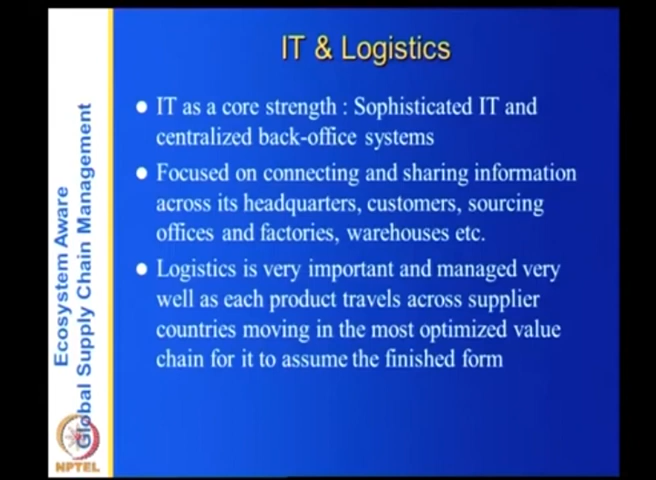 IT & Logistics
● IT as a core strength : Sophisticated IT and
centralized back-office systems
● Focused on connecting and sharing information
across its headquarters, customers, sourcing
offices and factories, warehouses etc.
● Logistics is very important and managed very
well as each product travels across supplier
countries moving in the most optimized value
chain for it to assume the finished form
Ecosystem Aware
Global Supply Chain Management
NPTEL